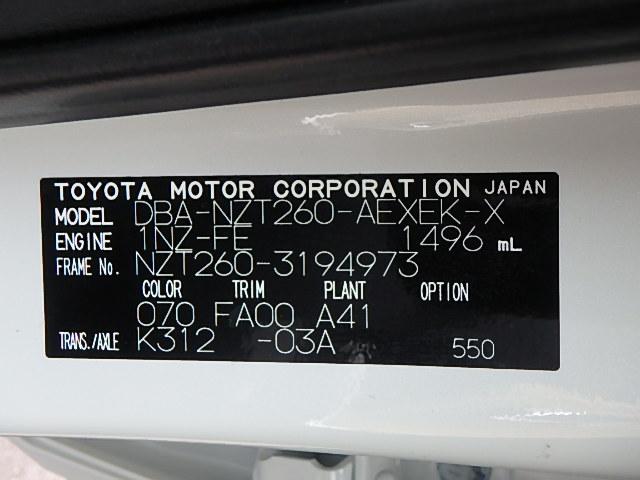 TOYOTA MOTOR CORPORATION JAPAN
MODEL DBA-NZT260-AEXEK-X
ENGINE 1NZ-FE 1496 mL
FRAME No. NZT260-3194973
COLOR TRIM PLANT OPTION
070 FA00 A41
TRANS./AXLE K312 -03A 550